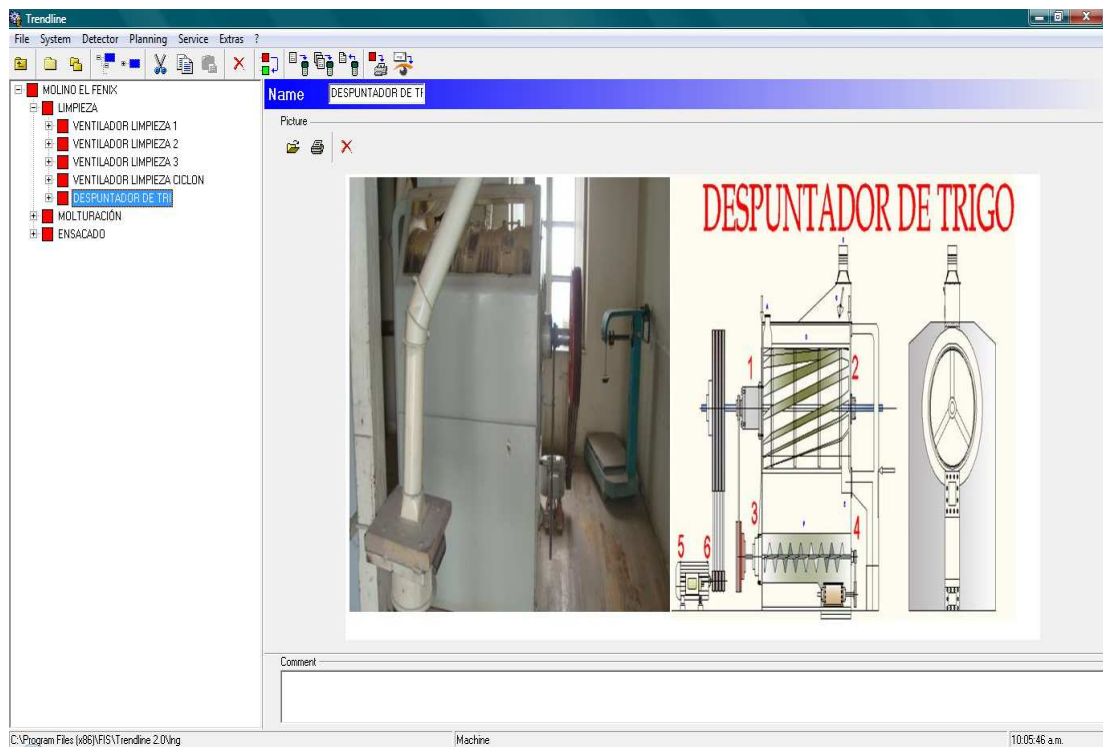 Trendline
File System Detector Planning Service Extras ?
MOLINO EL FENIX
LIMPIEZA
VENTILADOR LIMPIEZA 1
VENTILADOR LIMPIEZA 2
VENTILADOR LIMPIEZA 3
VENTILADOR LIMPIEZA CICLON
DESPUNTADOR DE TRI
MOLTURACIÓN
ENSACADO
Name DESPUNTADOR DE TF
Picture
DESPUNTADOR DE TRIGO
1 2
3 4
5 6
Comment
C:\Program Files (x86)\FIS\Trendline 2.0\lng Machine 10:05:46 a.m.